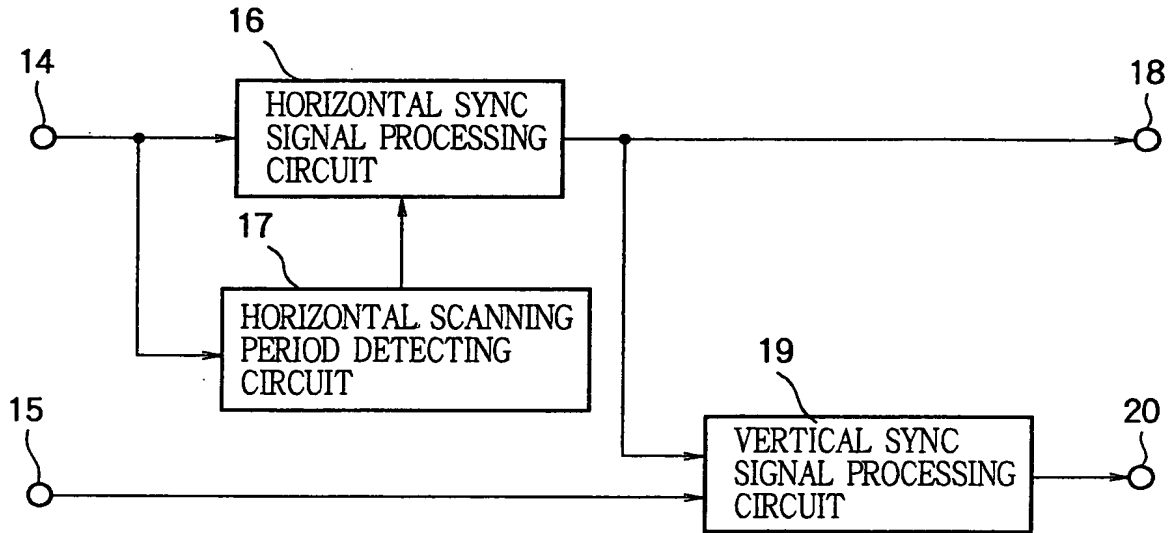 16
14
18
HORIZONTAL SYNC
SIGNAL PROCESSING
CIRCUIT
17
HORIZONTAL SCANNING
PERIOD DETECTING
CIRCUIT
15
19
20
VERTICAL SYNC
SIGNAL PROCESSING
CIRCUIT